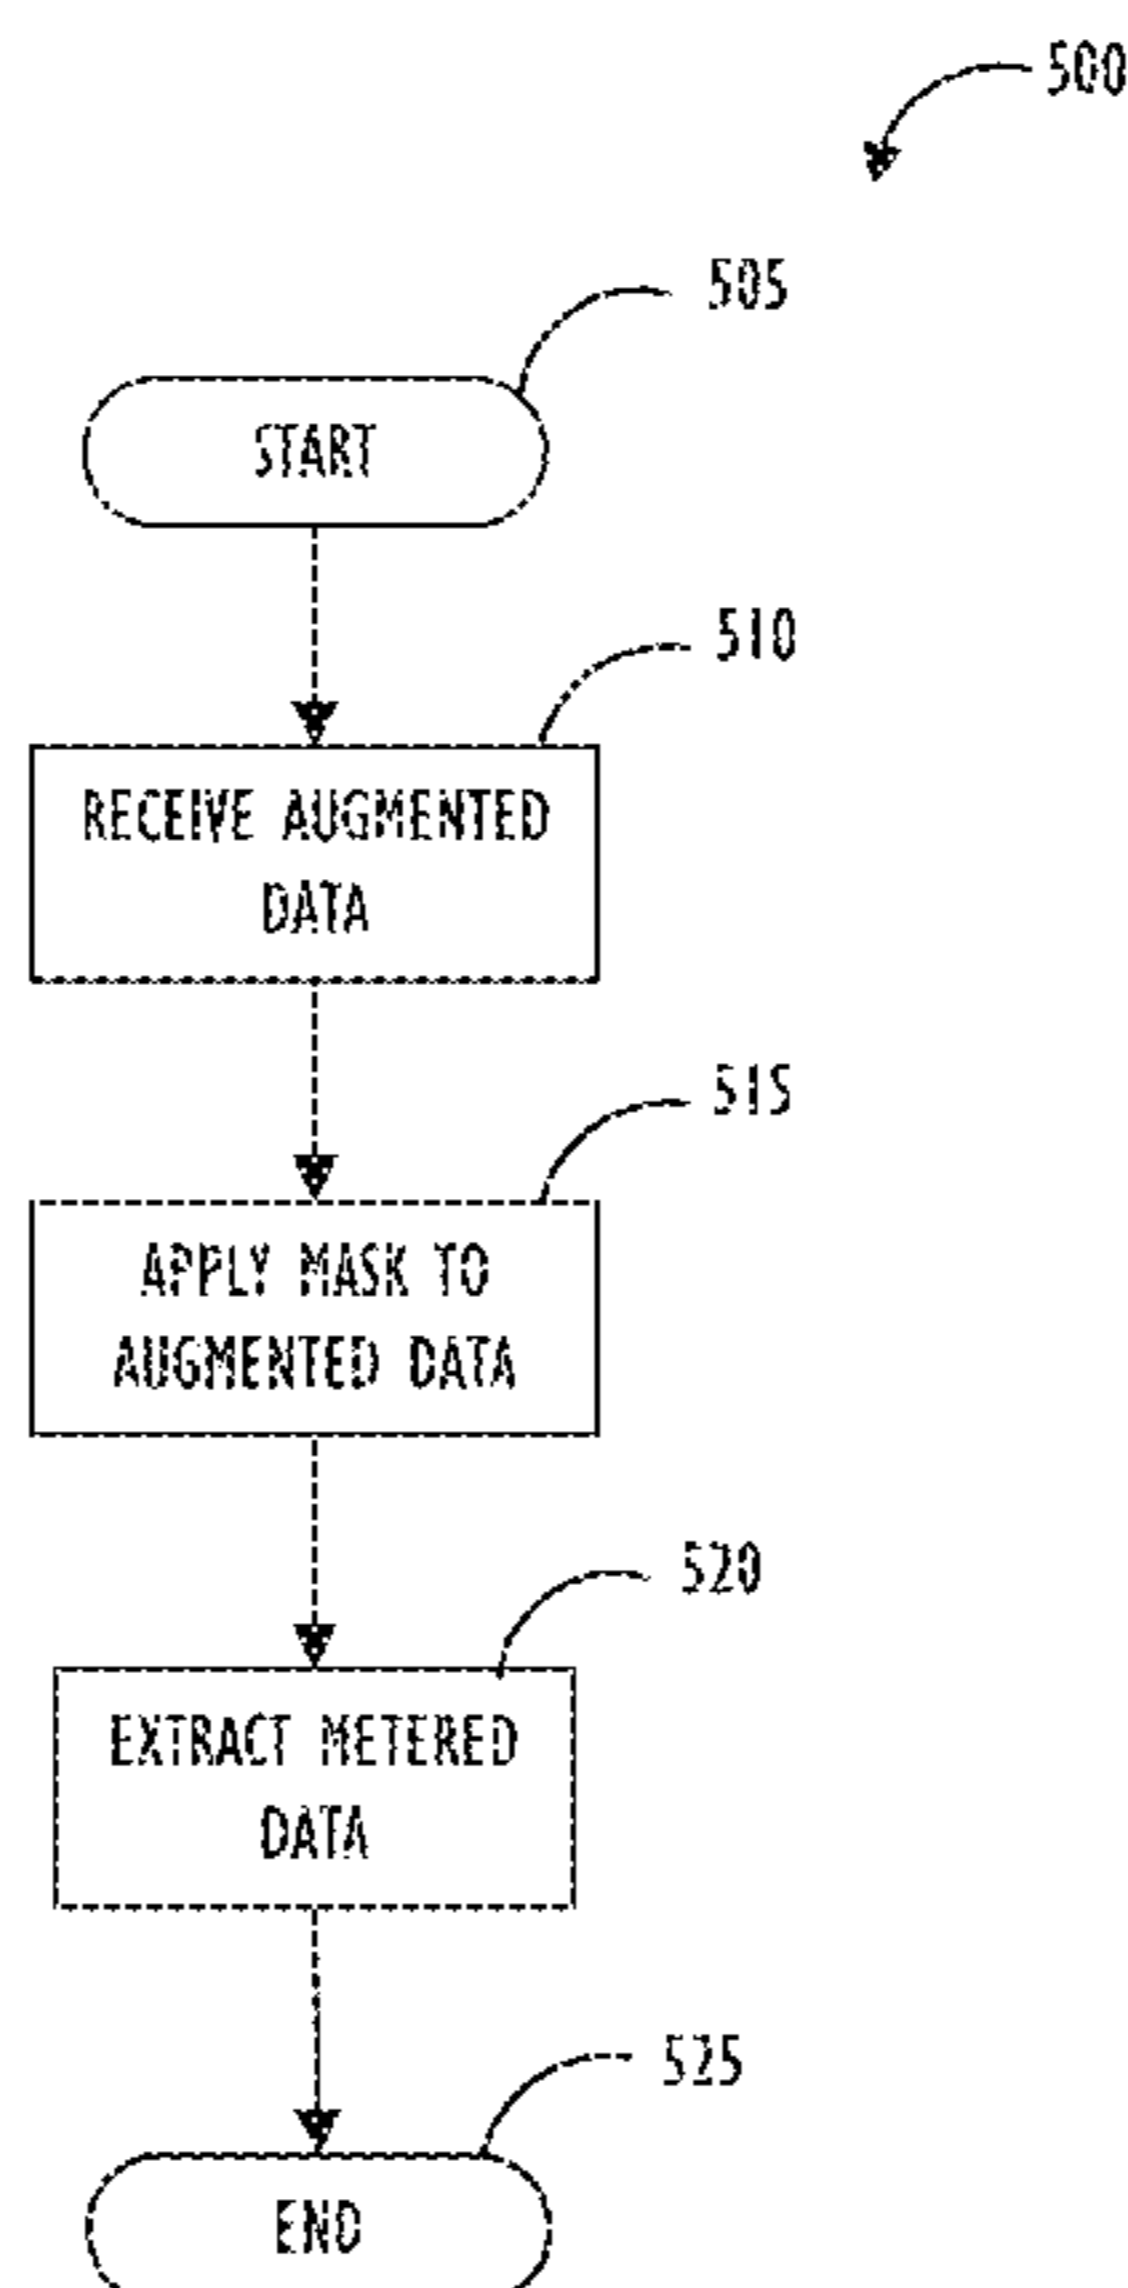 500
505
START
510
RECEIVE AUGMENTED
DATA
515
APPLY MASK TO
AUGMENTED DATA
520
EXTRACT METERED
DATA
525
END